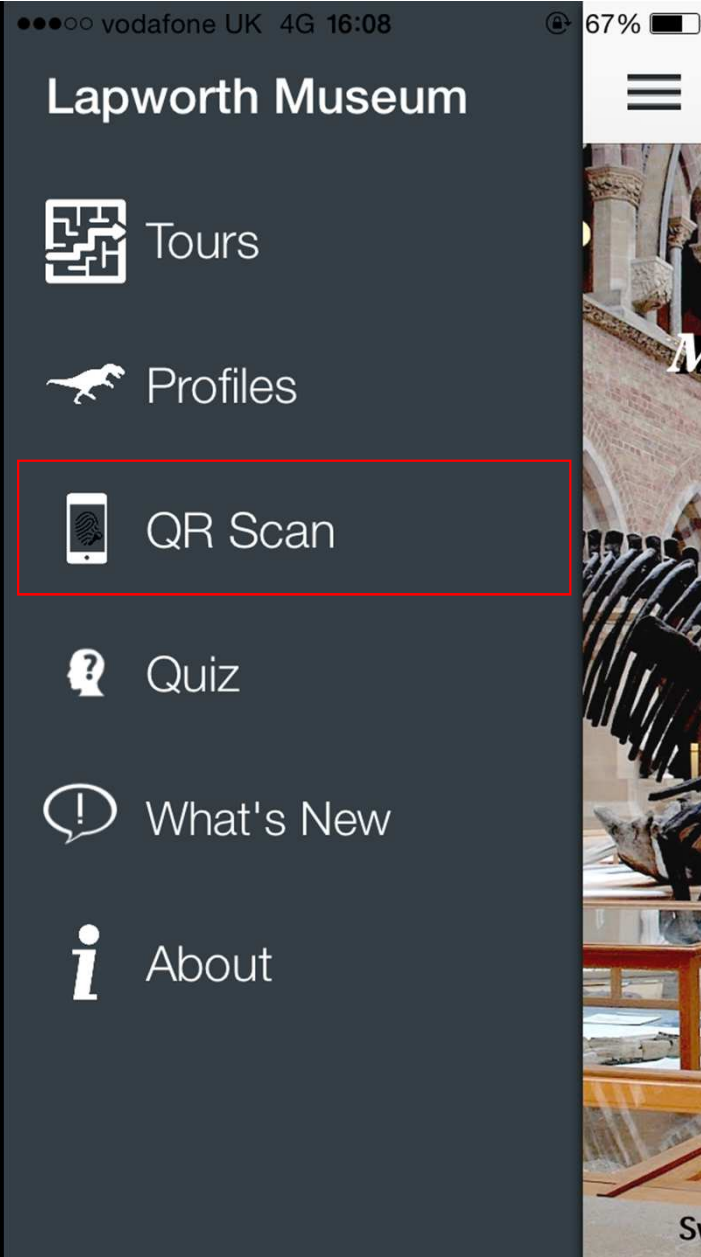 vodafone UK 4G 16:08 67%
Lapworth Museum
Tours
Profiles
QR Scan
Quiz
What's New
About